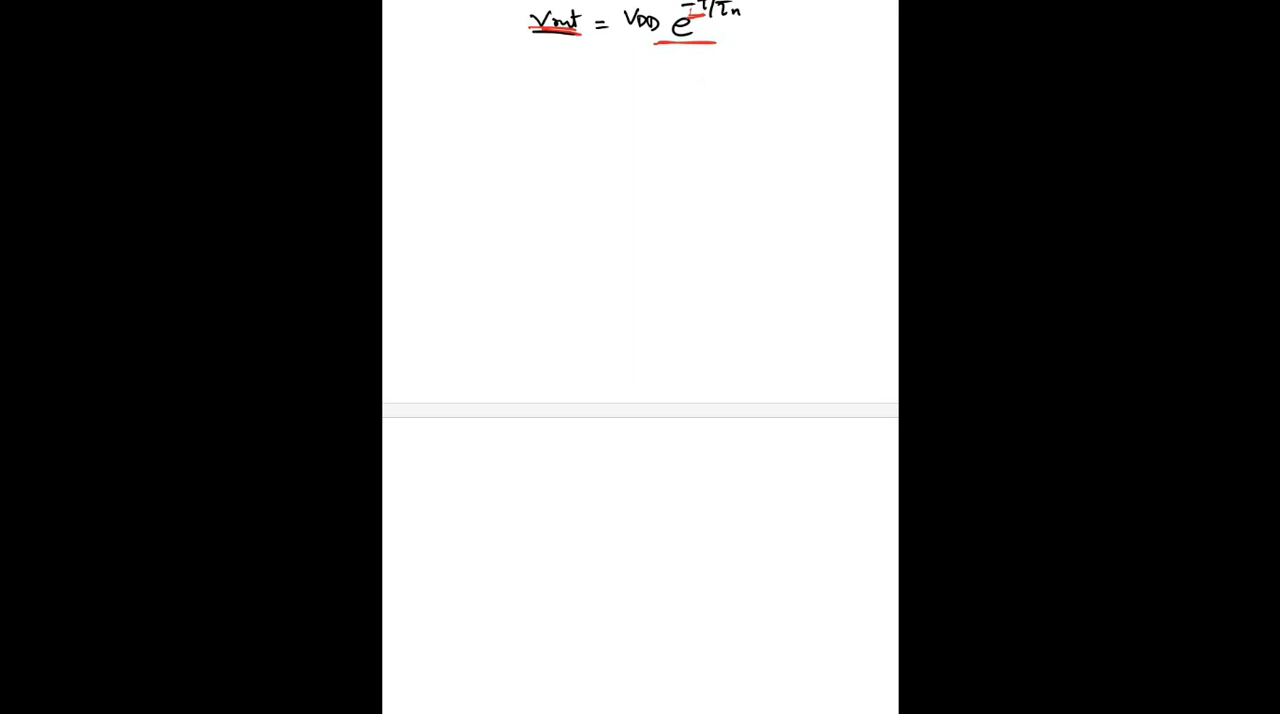 Vout = VDD e^-t/τn